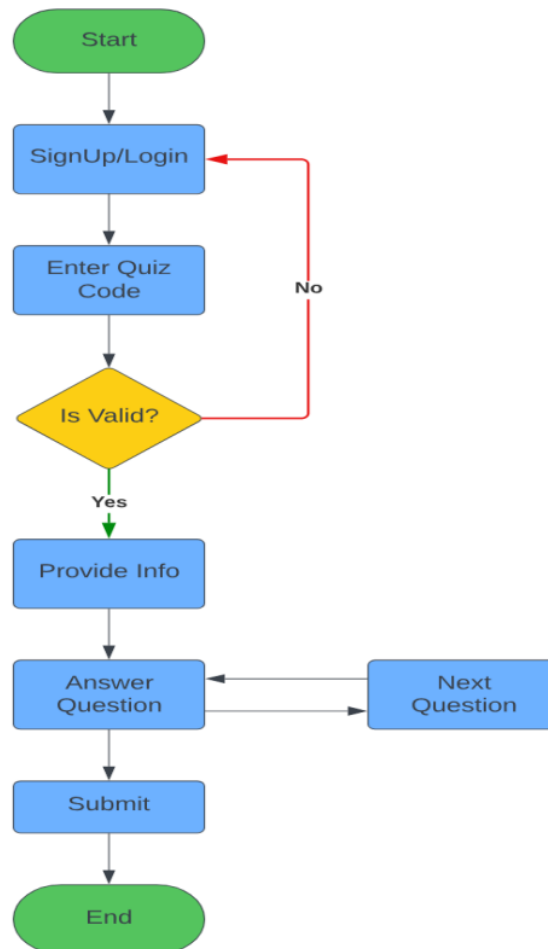 Start
SignUp/Login
Enter Quiz
Code
No
Is Valid?
Yes
Provide Info
Answer
Question
Next
Question
Submit
End